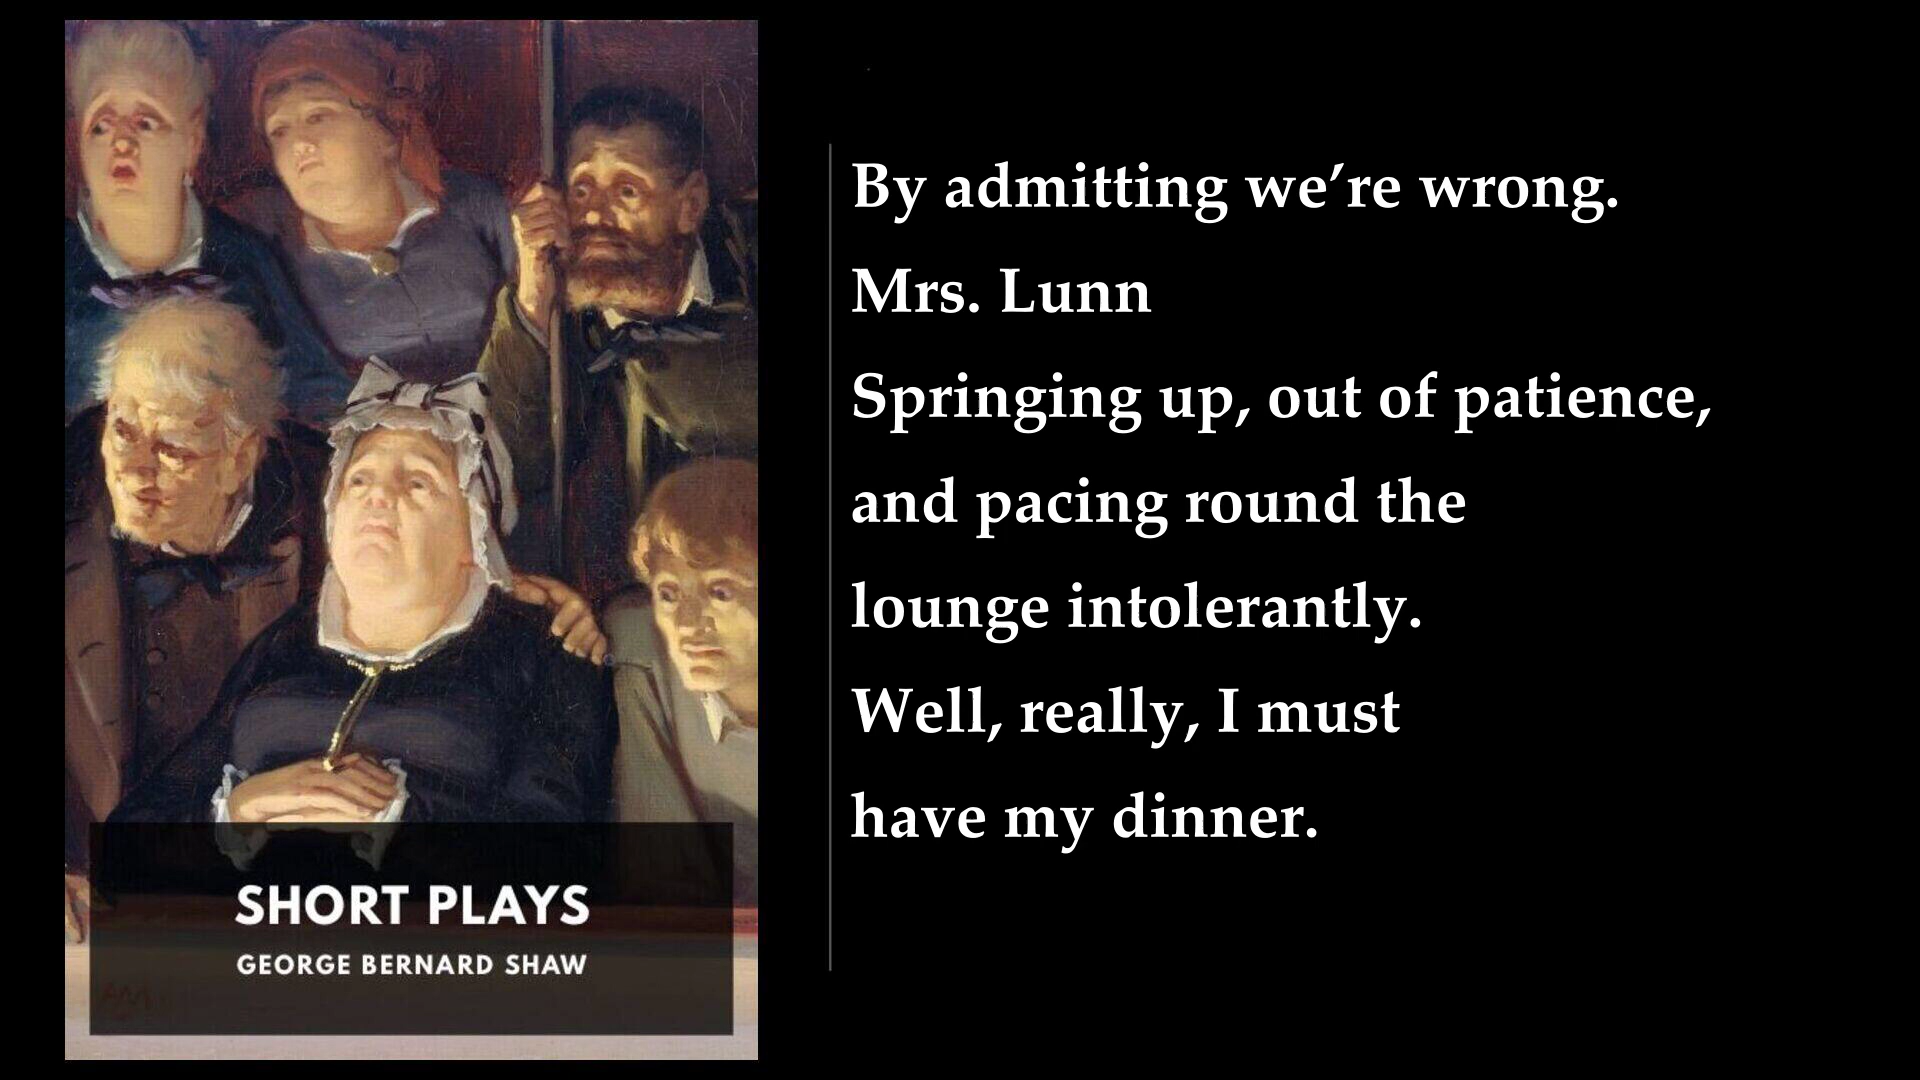 By admitting we’re wrong.
Mrs. Lunn
Springing up, out of patience,
and pacing round the
lounge intolerantly.
Well, really, I must
have my dinner.
SHORT PLAYS
GEORGE BERNARD SHAW